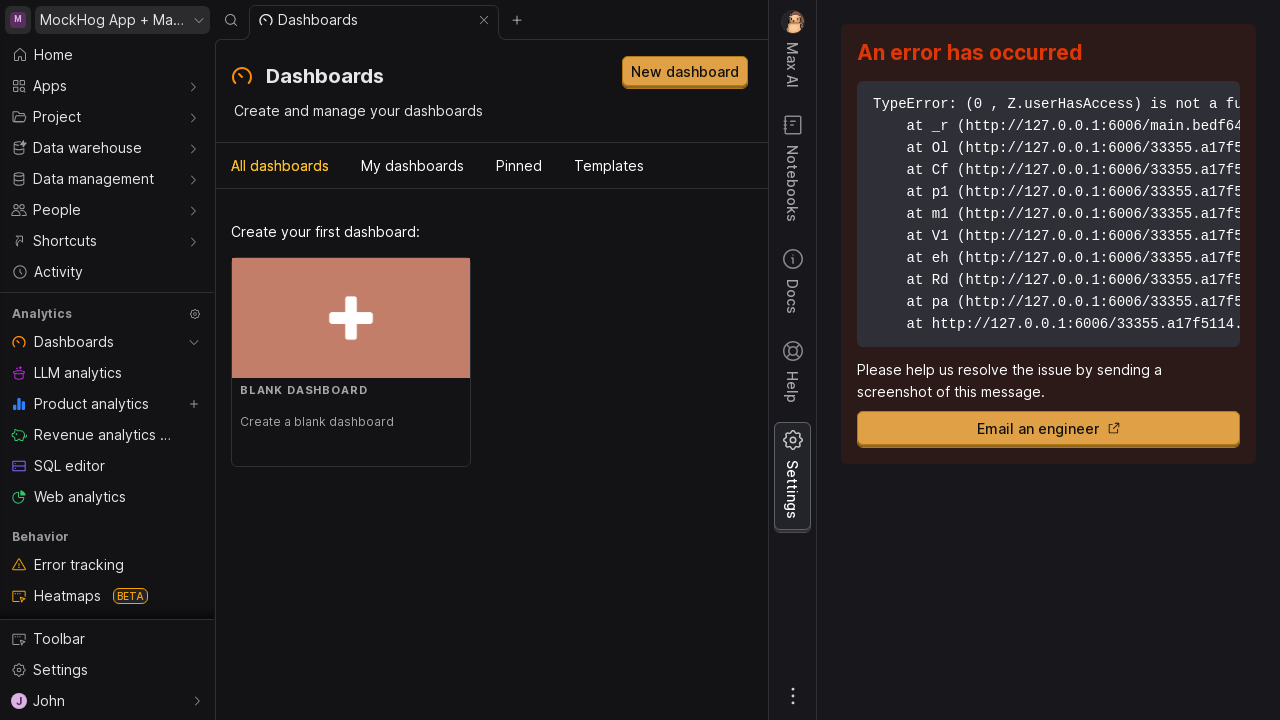 M
MockHog App + Ma...
Home
Apps
Project
Data warehouse
Data management
People
Shortcuts
Activity
Analytics
Dashboards
LLM analytics
Product analytics
Revenue analytics ...
SQL editor
Web analytics
Behavior
Error tracking
Heatmaps BETA
Toolbar
Settings
J John
Dashboards
Dashboards
New dashboard
Create and manage your dashboards
All dashboards My dashboards Pinned Templates
Create your first dashboard:
BLANK DASHBOARD
Create a blank dashboard
Max AI
Notebooks
Docs
Help
Settings
An error has occurred
TypeError: (0 , Z.userHasAccess) is not a fu
at _r (http://127.0.0.1:6006/main.bedf64
at Ol (http://127.0.0.1:6006/33355.a17f5
at Cf (http://127.0.0.1:6006/33355.a17f5
at p1 (http://127.0.0.1:6006/33355.a17f5
at m1 (http://127.0.0.1:6006/33355.a17f5
at V1 (http://127.0.0.1:6006/33355.a17f5
at eh (http://127.0.0.1:6006/33355.a17f5
at Rd (http://127.0.0.1:6006/33355.a17f5
at pa (http://127.0.0.1:6006/33355.a17f5
at http://127.0.0.1:6006/33355.a17f5114.
Please help us resolve the issue by sending a
screenshot of this message.
Email an engineer